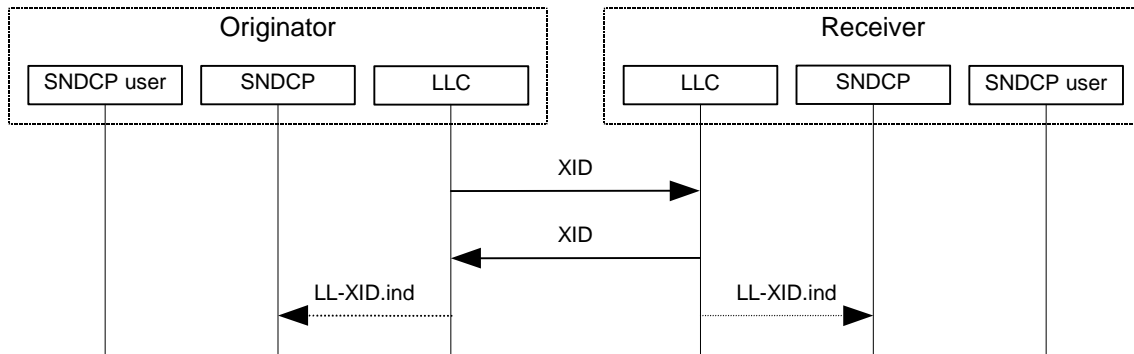 Originator
Receiver
SNDCP user
SNDCP
LLC
LLC
SNDCP
SNDCP user
XID
XID
LL-XID.ind
LL-XID.ind